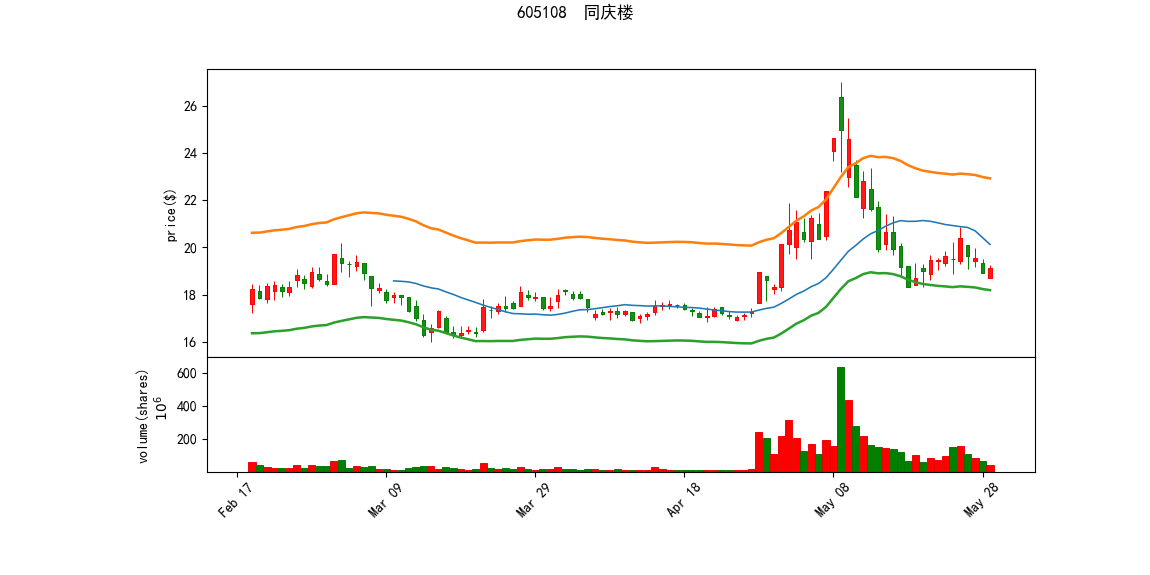 605108 同庆楼
price($)
26
24
22
20
18
16
volume(shares)
10^6
600
400
200
Feb 17
Mar 09
Mar 29
Apr 18
May 08
May 28